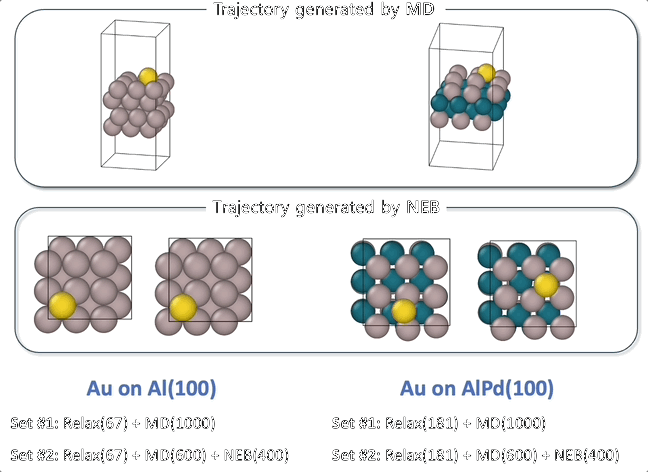 Trajectory generated by MD
Trajectory generated by NEB
Au on Al(100)
Au on AlPd(100)
Set #1: Relax(67) + MD(1000)
Set #1: Relax(181) + MD(1000)
Set #2: Relax(67) + MD(600) + NEB(400)
Set #2: Relax(181) + MD(600) + NEB(400)